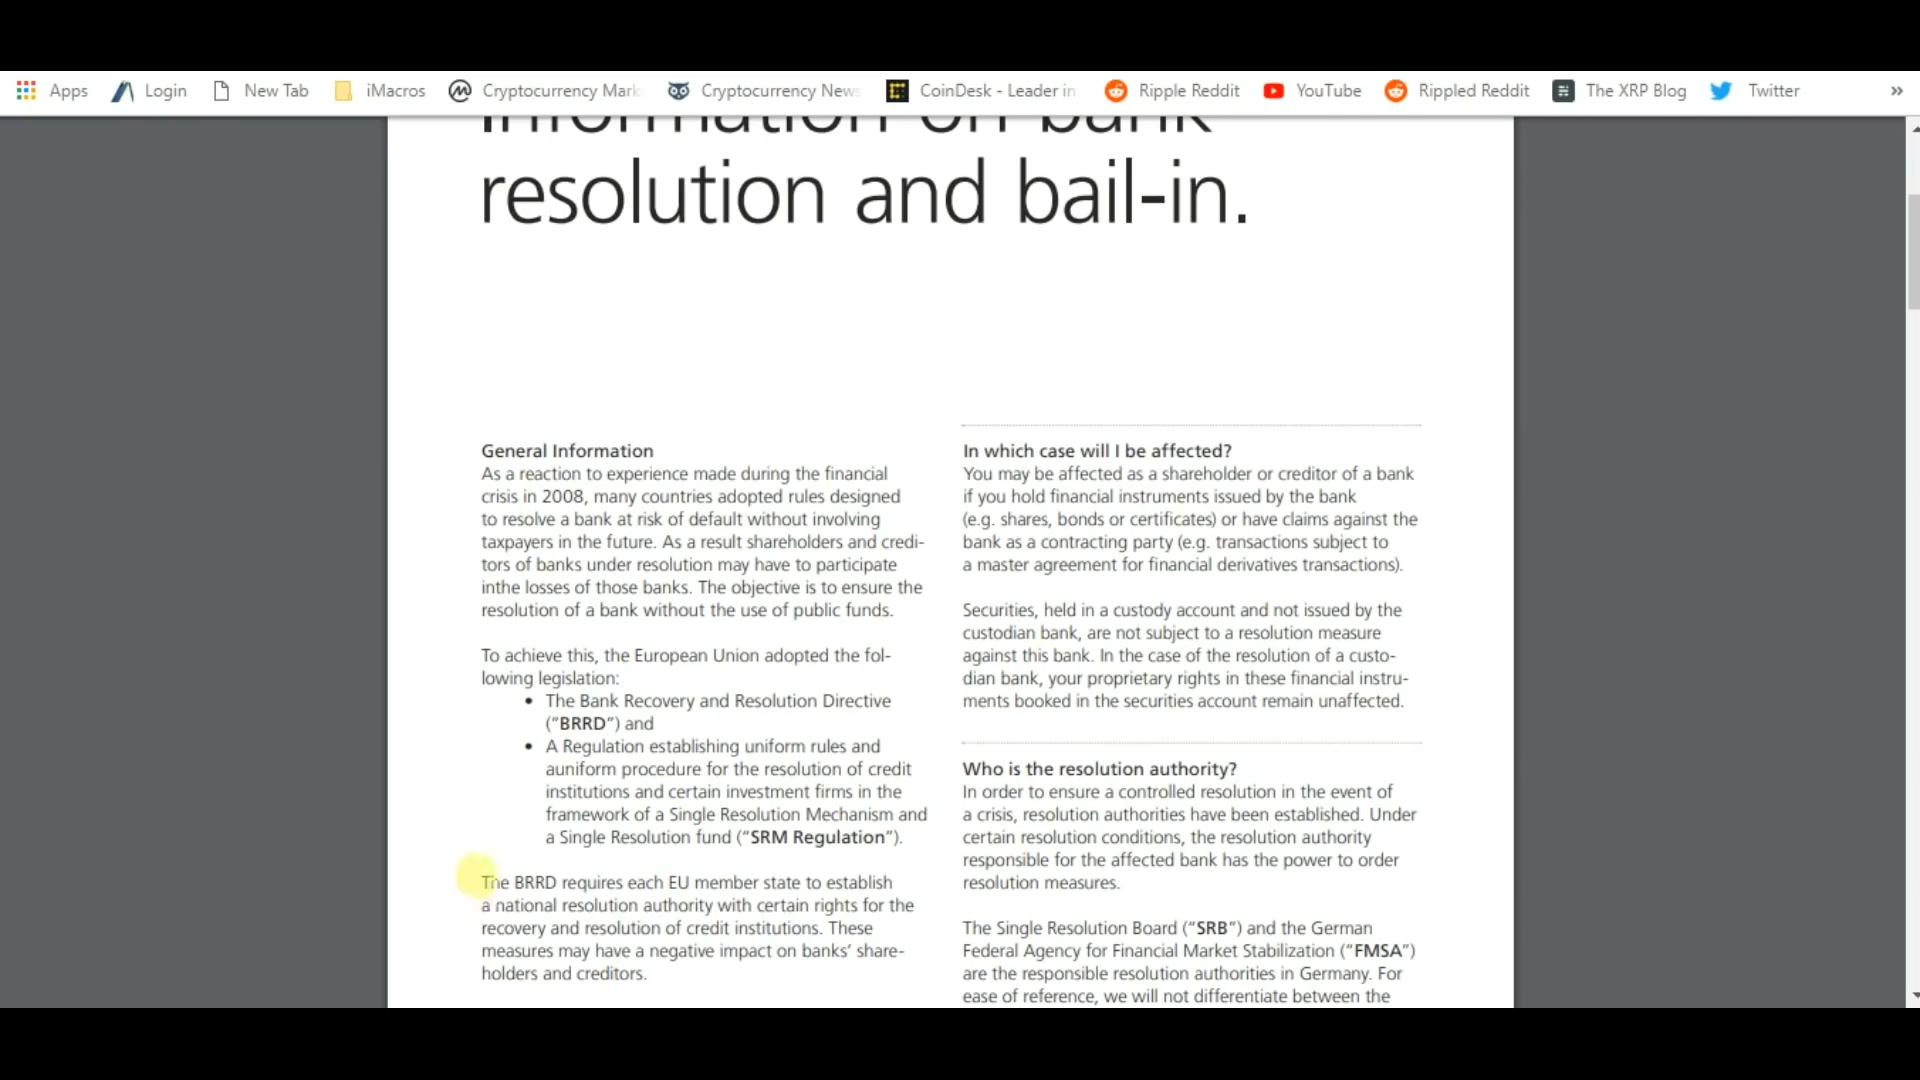 Apps Login New Tab iMacros Cryptocurrency Mark Cryptocurrency News CoinDesk - Leader in Ripple Reddit YouTube Rippled Reddit The XRP Blog Twitter »
Information on bank
resolution and bail-in.
General Information
As a reaction to experience made during the financial
crisis in 2008, many countries adopted rules designed
to resolve a bank at risk of default without involving
taxpayers in the future. As a result shareholders and credi-
tors of banks under resolution may have to participate
inthe losses of those banks. The objective is to ensure the
resolution of a bank without the use of public funds.
To achieve this, the European Union adopted the fol-
lowing legislation:
• The Bank Recovery and Resolution Directive
(“BRRD”) and
• A Regulation establishing uniform rules and
auniform procedure for the resolution of credit
institutions and certain investment firms in the
framework of a Single Resolution Mechanism and
a Single Resolution fund (“SRM Regulation”).
The BRRD requires each EU member state to establish
a national resolution authority with certain rights for the
recovery and resolution of credit institutions. These
measures may have a negative impact on banks’ share-
holders and creditors.
In which case will I be affected?
You may be affected as a shareholder or creditor of a bank
if you hold financial instruments issued by the bank
(e.g. shares, bonds or certificates) or have claims against the
bank as a contracting party (e.g. transactions subject to
a master agreement for financial derivatives transactions).
Securities, held in a custody account and not issued by the
custodian bank, are not subject to a resolution measure
against this bank. In the case of the resolution of a custo-
dian bank, your proprietary rights in these financial instru-
ments booked in the securities account remain unaffected.
Who is the resolution authority?
In order to ensure a controlled resolution in the event of
a crisis, resolution authorities have been established. Under
certain resolution conditions, the resolution authority
responsible for the affected bank has the power to order
resolution measures.
The Single Resolution Board (“SRB”) and the German
Federal Agency for Financial Market Stabilization (“FMSA”)
are the responsible resolution authorities in Germany. For
ease of reference, we will not differentiate between the